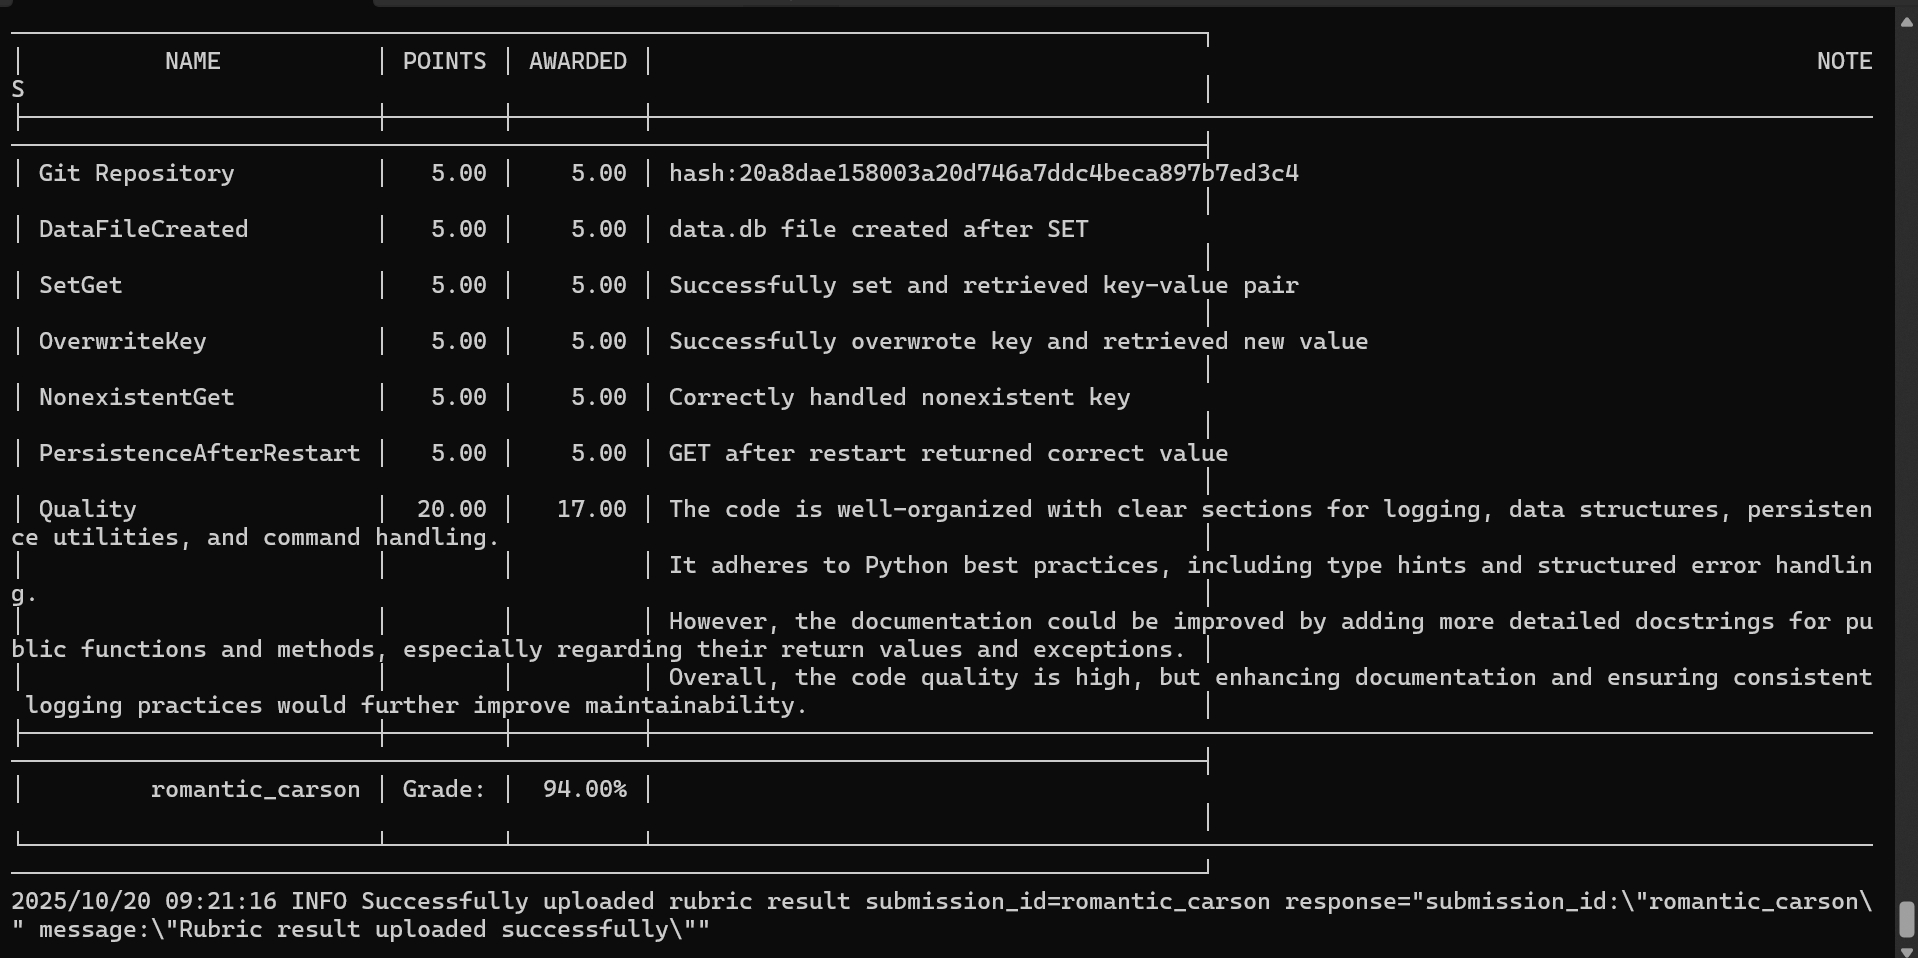 NAME | POINTS | AWARDED | NOTE
S
Git Repository | 5.00 | 5.00 | hash:20a8dae158003a20d746a7ddc4beca897b7ed3c4
DataFileCreated | 5.00 | 5.00 | data.db file created after SET
SetGet | 5.00 | 5.00 | Successfully set and retrieved key-value pair
OverwriteKey | 5.00 | 5.00 | Successfully overwrote key and retrieved new value
NonexistentGet | 5.00 | 5.00 | Correctly handled nonexistent key
PersistenceAfterRestart | 5.00 | 5.00 | GET after restart returned correct value
Quality | 20.00 | 17.00 | The code is well-organized with clear sections for logging, data structures, persisten
ce utilities, and command handling.
It adheres to Python best practices, including type hints and structured error handlin
g.
However, the documentation could be improved by adding more detailed docstrings for pu
blic functions and methods, especially regarding their return values and exceptions.
Overall, the code quality is high, but enhancing documentation and ensuring consistent
logging practices would further improve maintainability.
romantic_carson | Grade: | 94.00% |
2025/10/20 09:21:16 INFO Successfully uploaded rubric result submission_id=romantic_carson response="submission_id:\"romantic_carson\
" message:\"Rubric result uploaded successfully\""